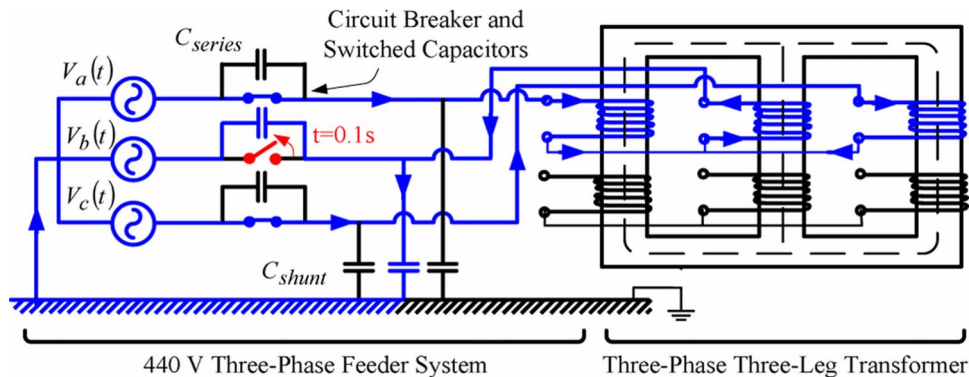 Circuit Breaker and
Switched Capacitors
C_series
V_a(t)
V_b(t)
t=0.1s
V_c(t)
C_shunt
440 V Three-Phase Feeder System
Three-Phase Three-Leg Transformer